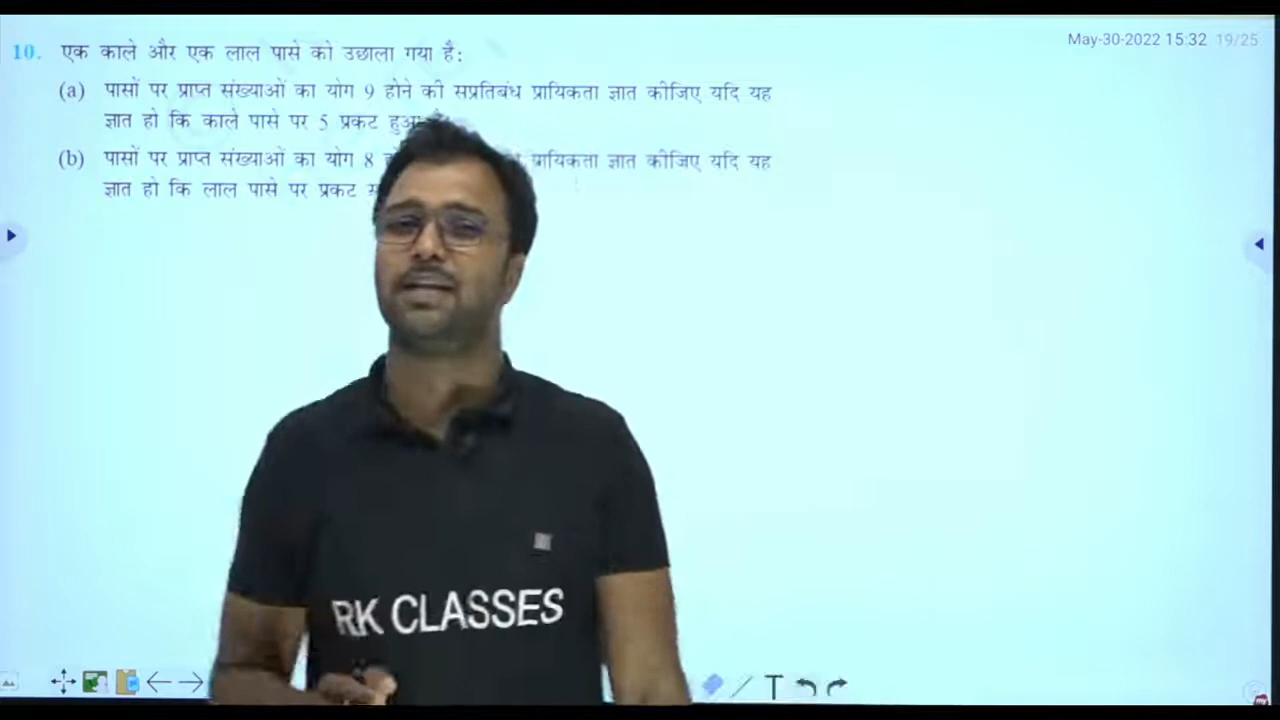 May-30-2022 15:32 19/25
10. एक काले और एक लाल पासे को उछाला गया है:
(a) पासों पर प्राप्त संख्याओं का योग 9 होने की सप्रतिबंध प्रायिकता ज्ञात कीजिए यदि यह
ज्ञात हो कि काले पासे पर 5 प्रकट
(b) पासों पर प्राप्त संख्याओं का योग 8 प्रायिकता ज्ञात कीजिए यदि यह
ज्ञात हो कि लाल पासे पर प्रकट
RK CLASSES
T